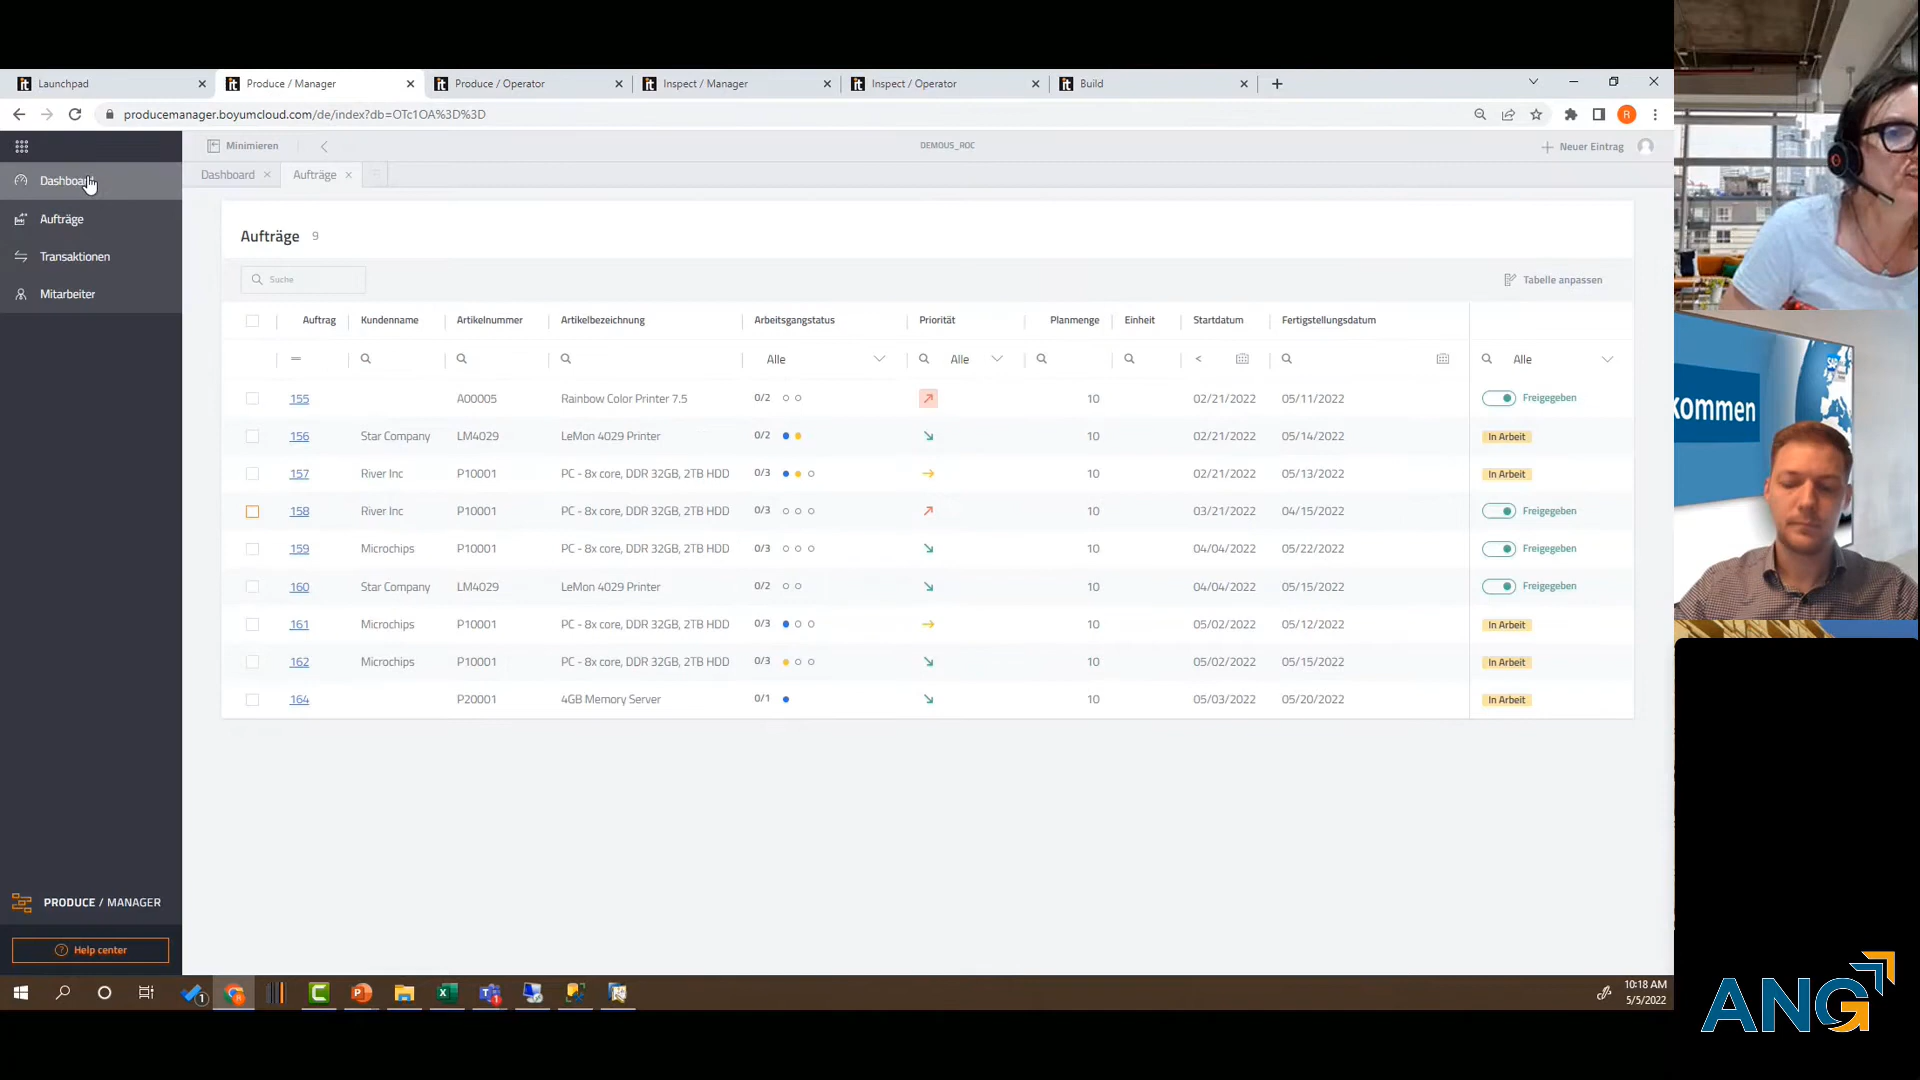 Launchpad
Produce / Manager
Produce / Operator
Inspect / Manager
Inspect / Operator
Build
producemanager.boyumcloud.com/de/index?db=OTc1OA%3D%3D
R
Minimieren
DEMOUS_ROC
Neuer Eintrag
Dashboard
Aufträge
Transaktionen
Mitarbeiter
Dashboard
Aufträge
Aufträge 9
Suche
Tabelle anpassen
Auftrag Kundenname Artikelnummer Artikelbezeichnung Arbeitsgangstatus Priorität Planmenge Einheit Startdatum Fertigstellungsdatum
= Alle Alle < Alle
155 A00005 Rainbow Color Printer 7.5 0/2 10 02/21/2022 05/11/2022 Freigegeben
156 Star Company LM4029 LeMon 4029 Printer 0/2 10 02/21/2022 05/14/2022 In Arbeit
157 River Inc P10001 PC - 8x core, DDR 32GB, 2TB HDD 0/3 10 02/21/2022 05/13/2022 In Arbeit
158 River Inc P10001 PC - 8x core, DDR 32GB, 2TB HDD 0/3 10 03/21/2022 04/15/2022 Freigegeben
159 Microchips P10001 PC - 8x core, DDR 32GB, 2TB HDD 0/3 10 04/04/2022 05/22/2022 Freigegeben
160 Star Company LM4029 LeMon 4029 Printer 0/2 10 04/04/2022 05/15/2022 Freigegeben
161 Microchips P10001 PC - 8x core, DDR 32GB, 2TB HDD 0/3 10 05/02/2022 05/12/2022 In Arbeit
162 Microchips P10001 PC - 8x core, DDR 32GB, 2TB HDD 0/3 10 05/02/2022 05/15/2022 In Arbeit
164 P20001 4GB Memory Server 0/1 10 05/03/2022 05/20/2022 In Arbeit
PRODUCE / MANAGER
Help center
10:18 AM
5/5/2022
kommen
SAP
ANG